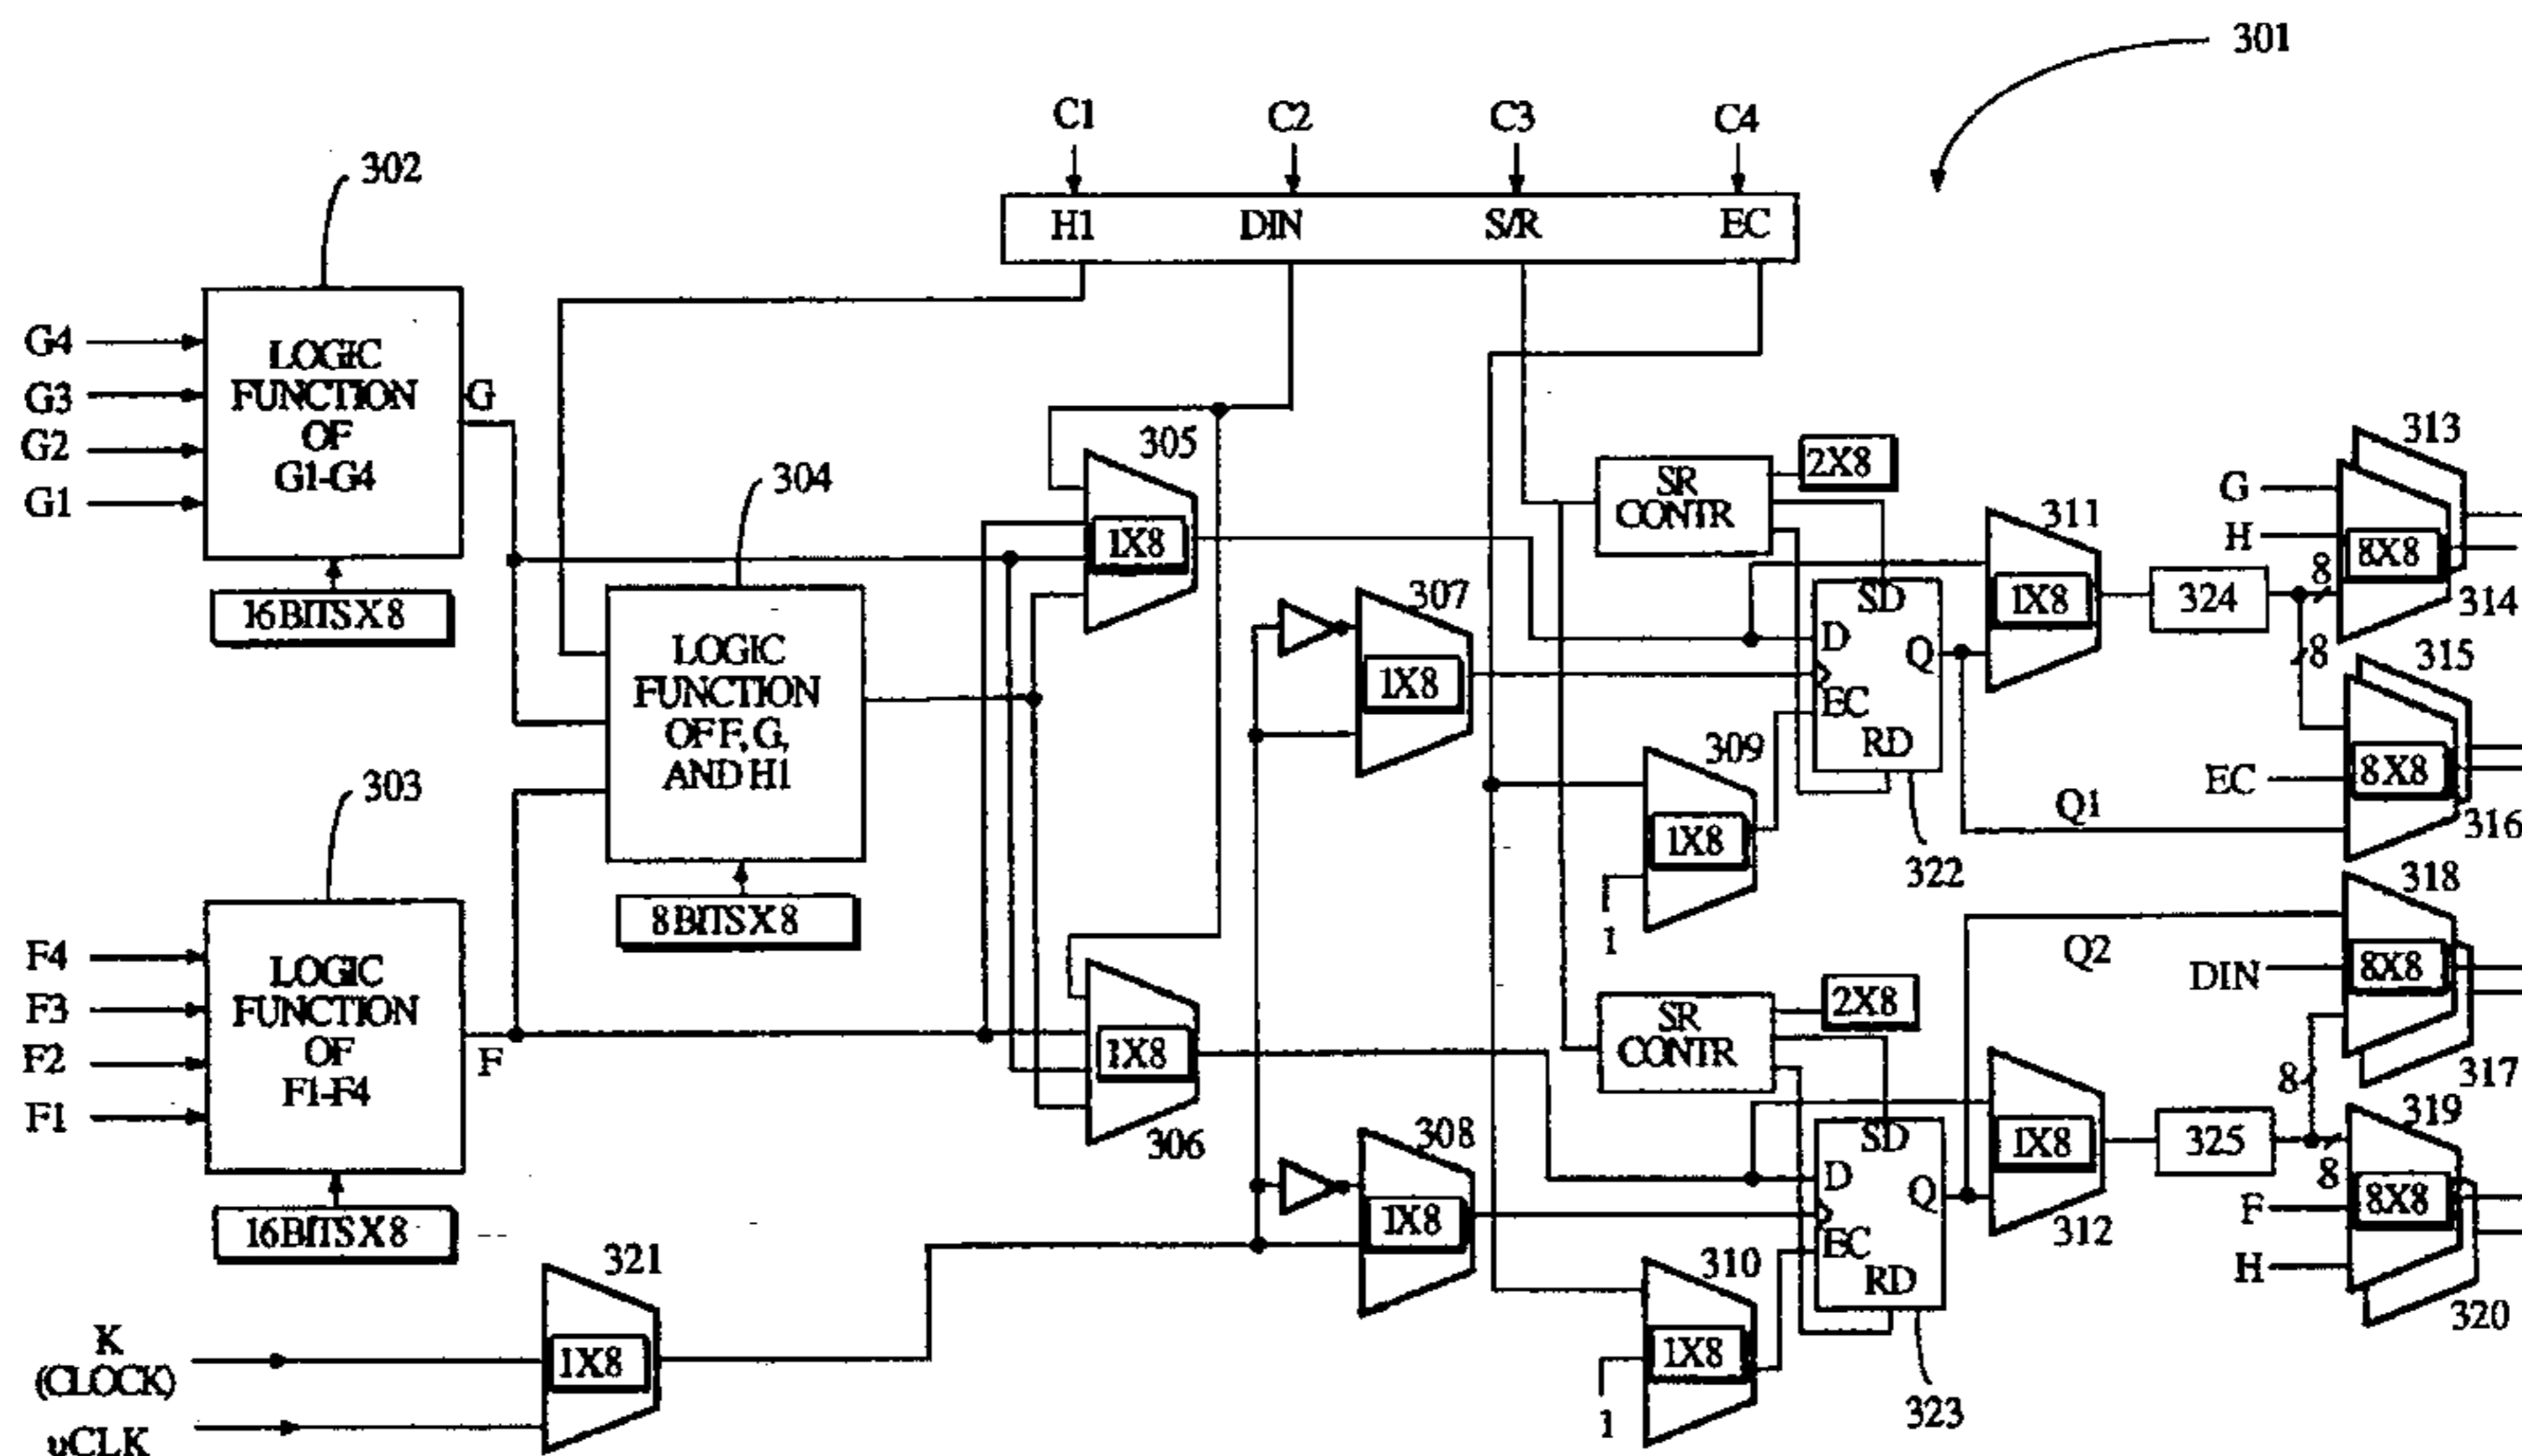 301
C1 C2 C3 C4
H1 DIN S/R EC
302
G4
G3
G2
G1
LOGIC
FUNCTION
OF
G1-G4
G
16 BITS X 8
304
LOGIC
FUNCTION
OF F, G,
AND H1
8 BITS X 8
303
F4
F3
F2
F1
LOGIC
FUNCTION
OF
F1-F4
F
16 BITS X 8
K
(CLOCK)
uCLK
321
1X8
305
1X8
306
1X8
307
1X8
308
1X8
309
1X8
1
310
1X8
1
SR
CONTR
2X8
SD
D
Q
EC
RD
322
SR
CONTR
2X8
SD
D
Q
EC
RD
323
311
1X8
324
8
8
312
1X8
325
8
8
G
H
313
8X8
314
EC
Q1
315
8X8
316
Q2
DIN
318
8X8
317
F
H
319
8X8
320